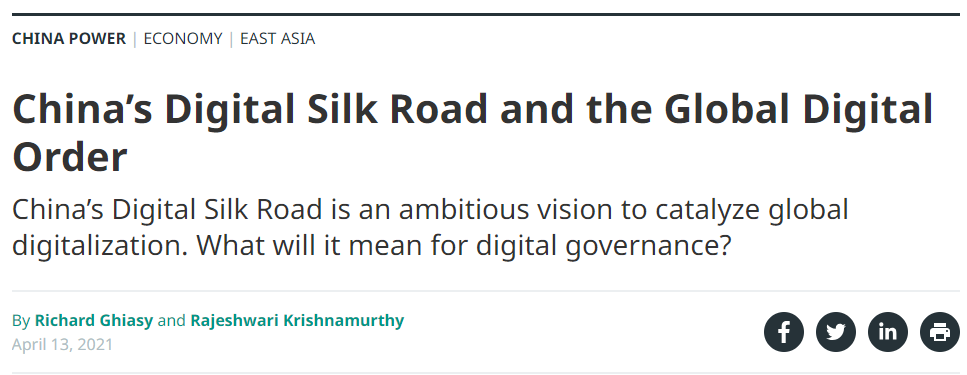 CHINA POWER | ECONOMY | EAST ASIA
China’s Digital Silk Road and the Global Digital
Order
China’s Digital Silk Road is an ambitious vision to catalyze global
digitalization. What will it mean for digital governance?
By Richard Ghiasy and Rajeshwari Krishnamurthy
April 13, 2021